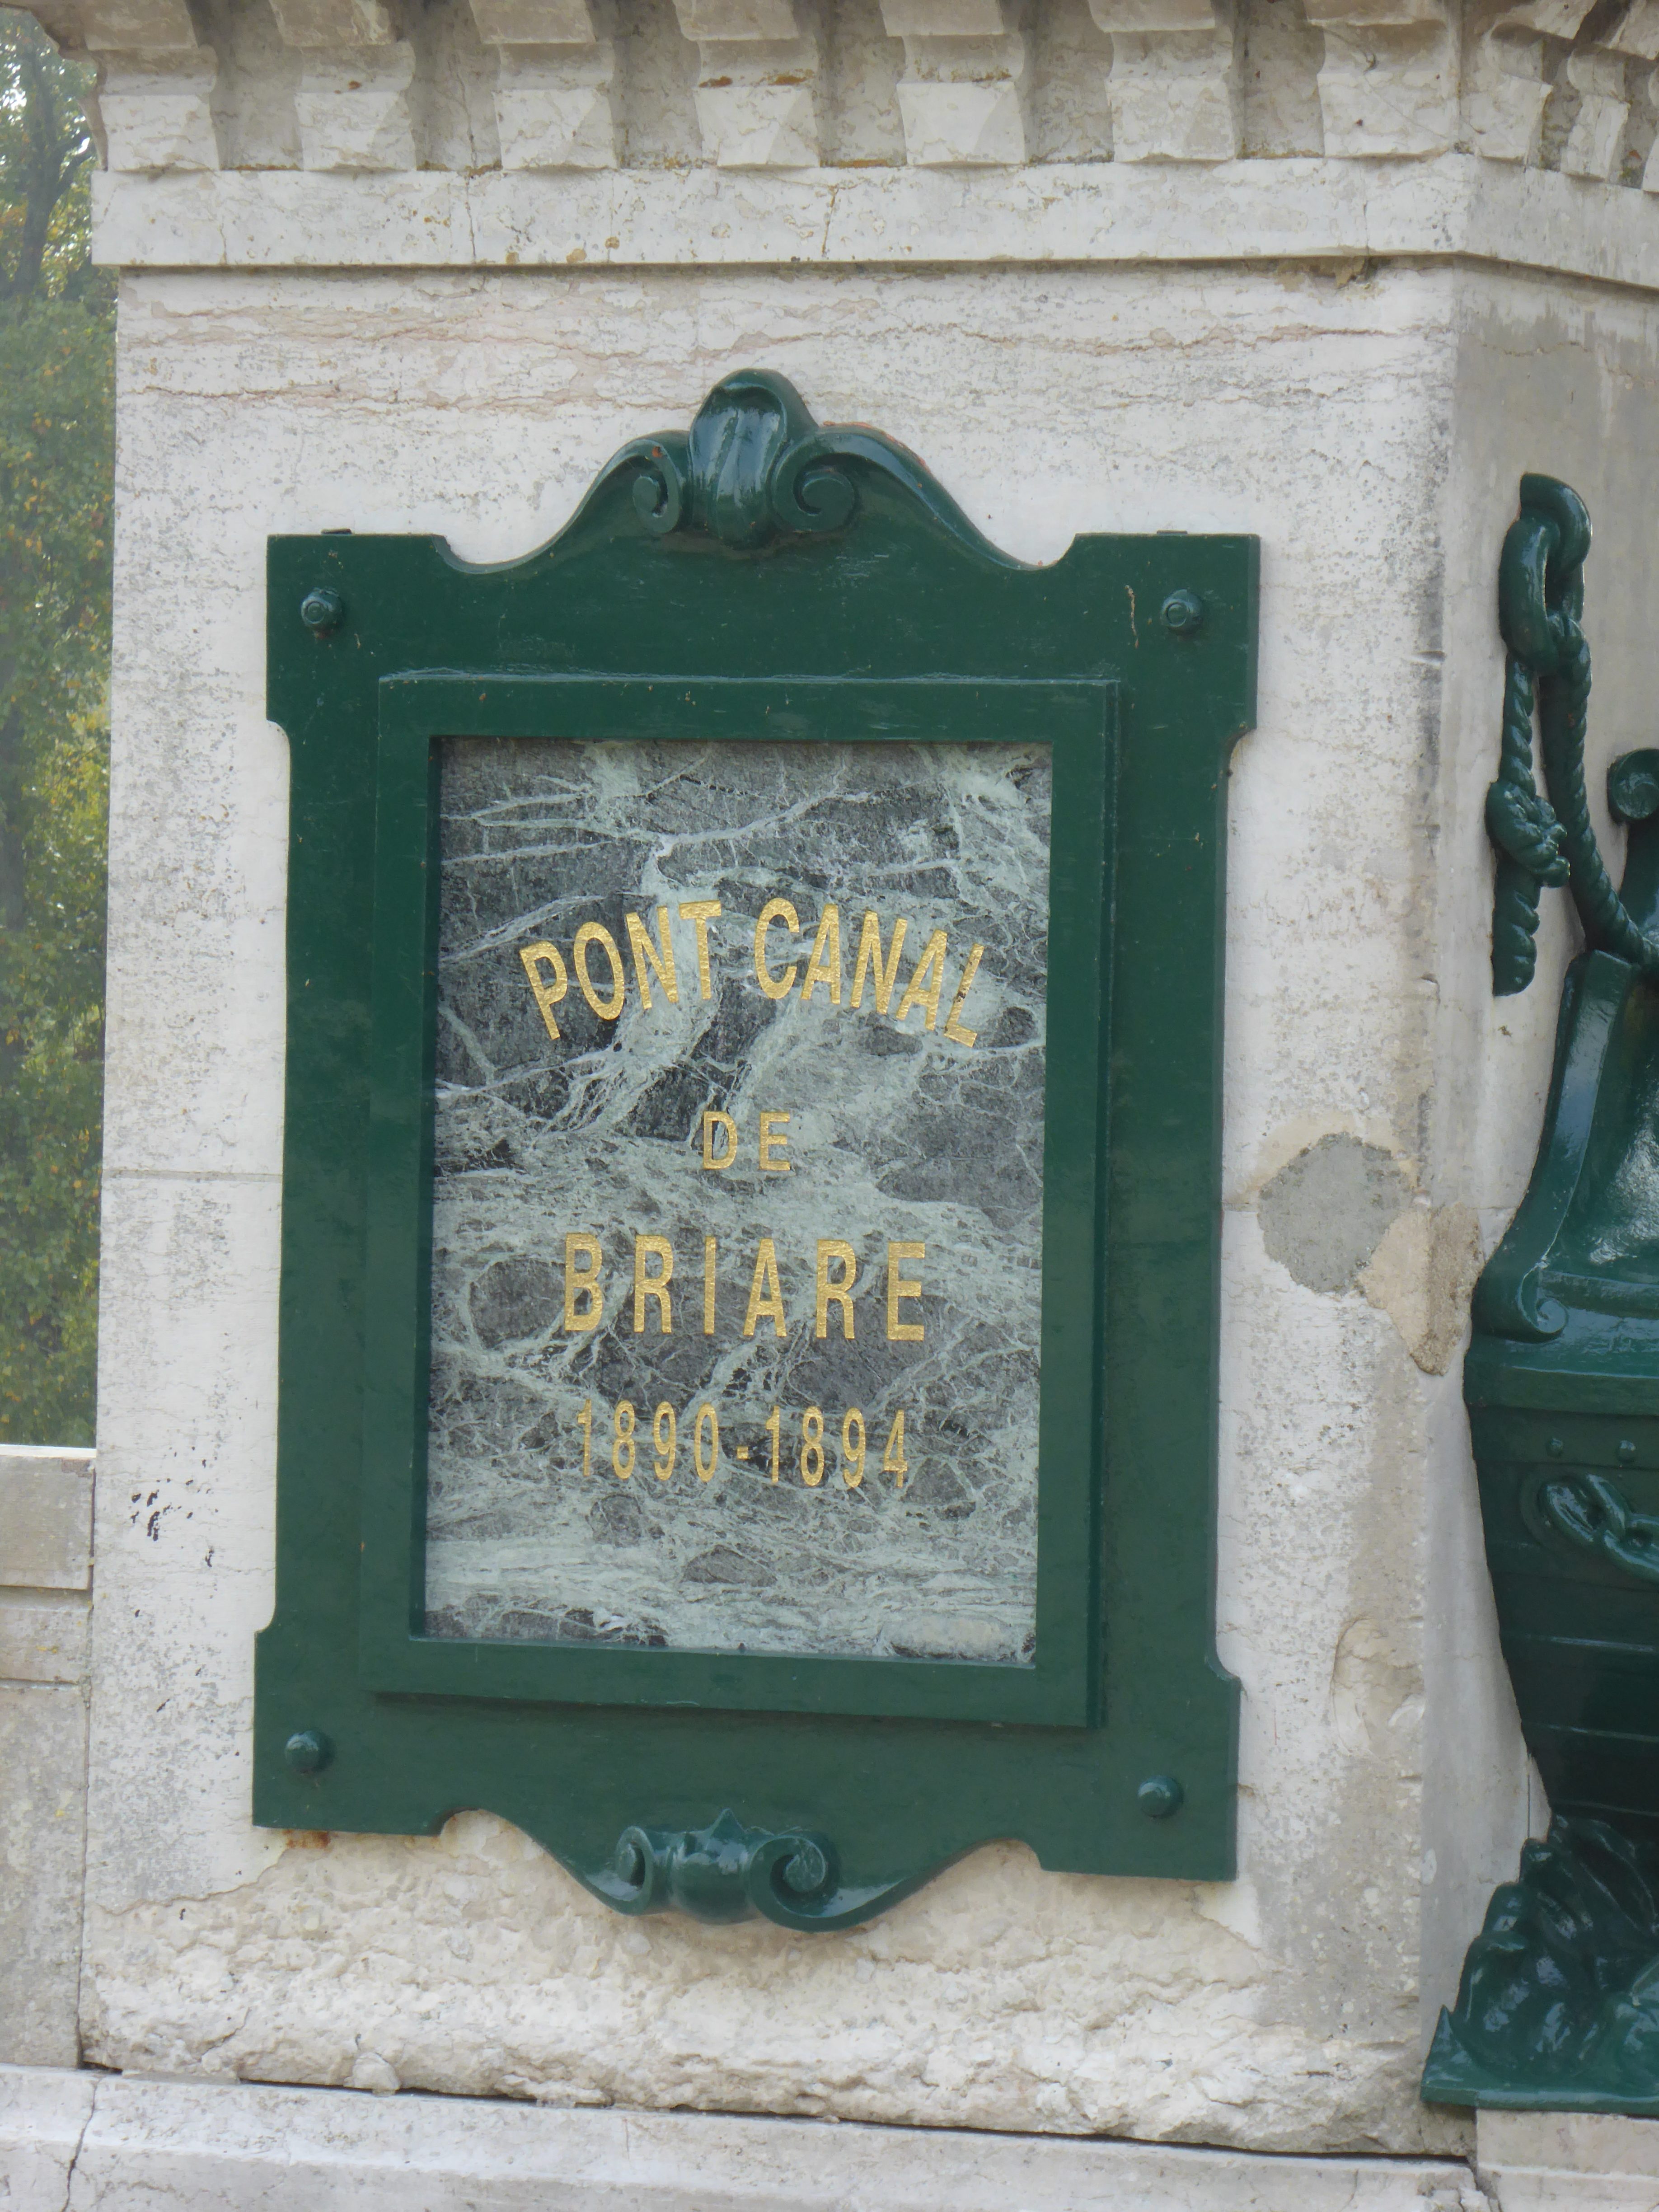 PONT CANAL
DE
BRIARE
1890-1894